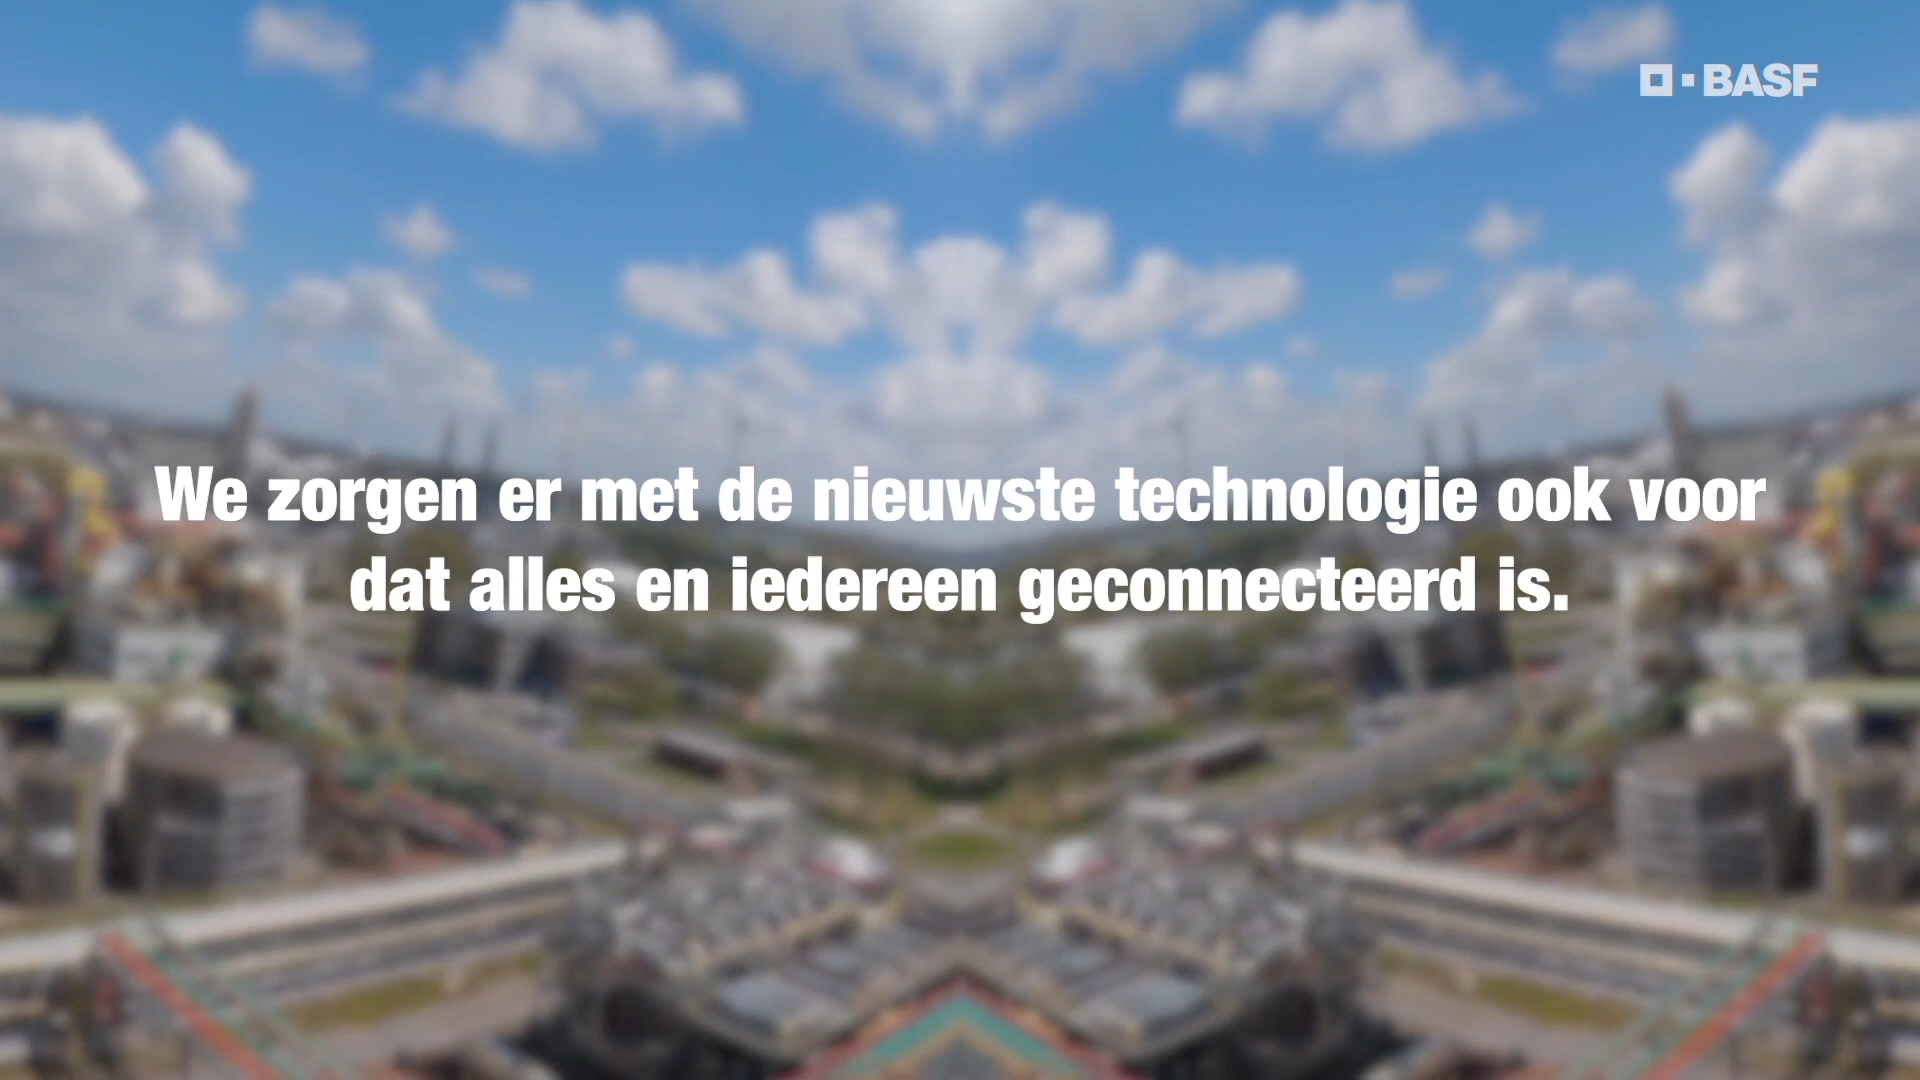 BASF
We zorgen er met de nieuwste technologie ook voor
dat alles en iedereen geconnecteerd is.